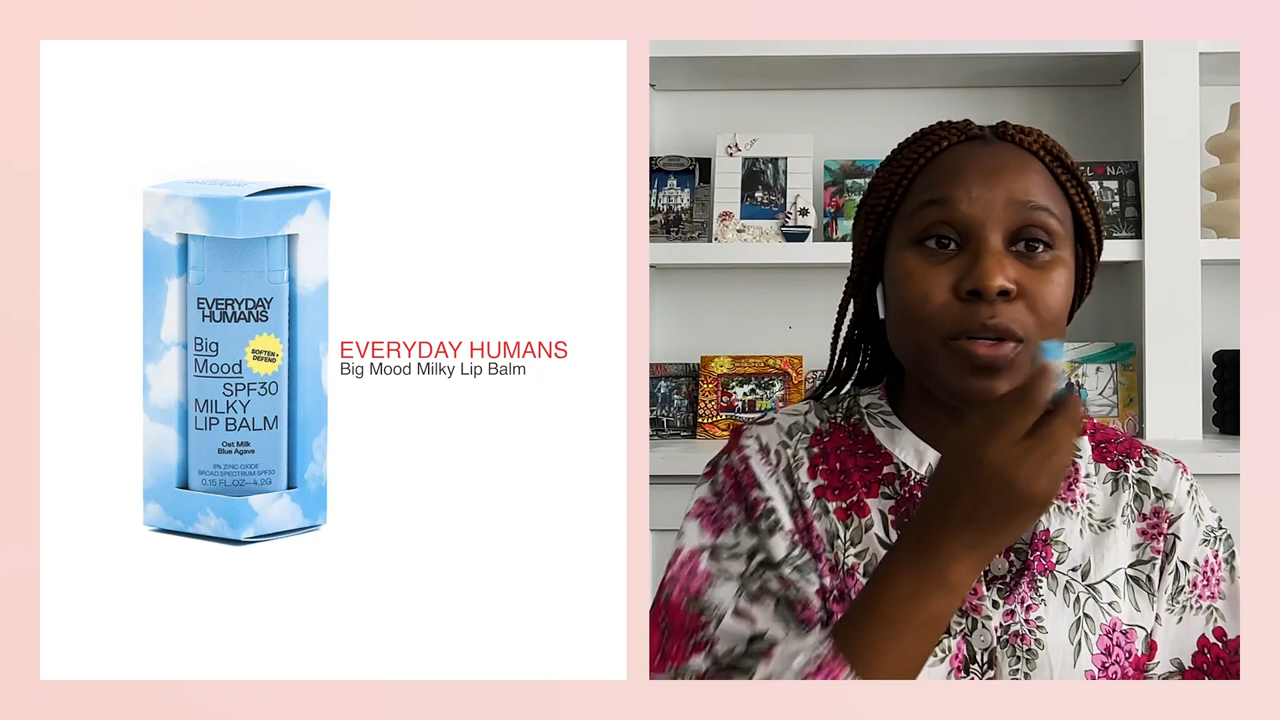 EVERYDAY
HUMANS
Big
Mood
SOFTEN +
DEFEND
SPF30
MILKY
LIP BALM
Oat Milk
Blue Agave
6% ZINC OXIDE
BROAD SPECTRUM SPF30
0.15 FL.OZ—4.2G
EVERYDAY HUMANS
Big Mood Milky Lip Balm